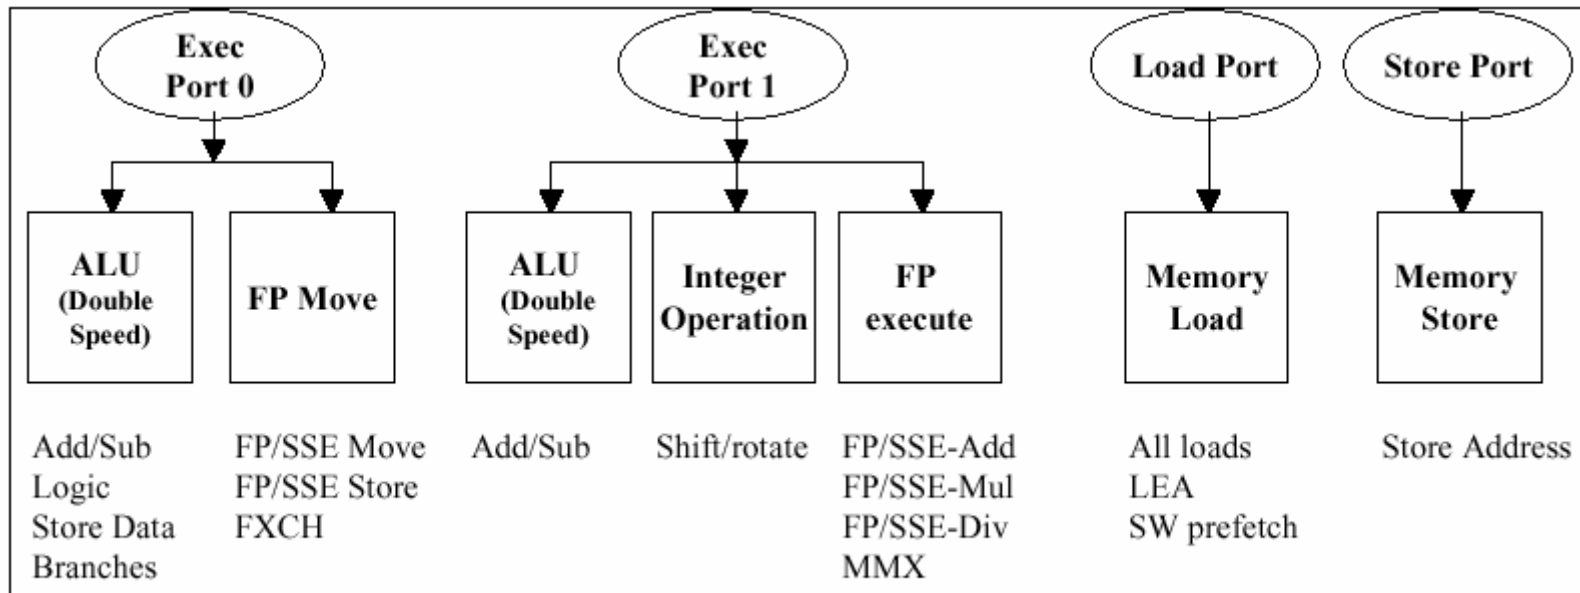 Exec
Port 0
Exec
Port 1
Load Port
Store Port
ALU
(Double
Speed)
FP Move
ALU
(Double
Speed)
Integer
Operation
FP
execute
Memory
Load
Memory
Store
Add/Sub
Logic
Store Data
Branches
FP/SSE Move
FP/SSE Store
FXCH
Add/Sub
Shift/rotate
FP/SSE-Add
FP/SSE-Mul
FP/SSE-Div
MMX
All loads
LEA
SW prefetch
Store Address